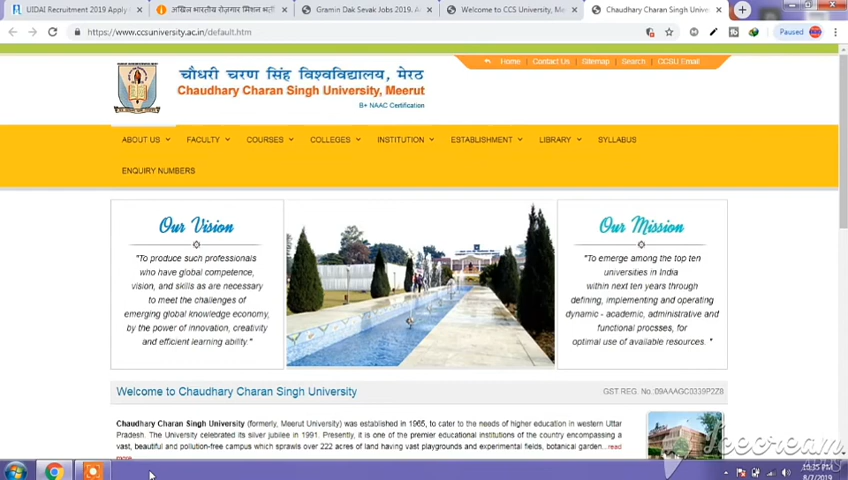 UIDAI Recruitment 2019 Apply
अखिल भारतीय रोज़गार मिशन भर्ती
Gramin Dak Sevak Jobs 2019, A
Welcome to CCS University, M
Chaudhary Charan Singh Univers
https://www.ccsuniversity.ac.in/default.htm
Paused
Home
Contact Us
Sitemap
Search
CCSU Email
चौधरी चरण सिंह विश्वविद्यालय, मेरठ
Chaudhary Charan Singh University, Meerut
B+ NAAC Certification
ABOUT US
FACULTY
COURSES
COLLEGES
INSTITUTION
ESTABLISHMENT
LIBRARY
SYLLABUS
ENQUIRY NUMBERS
Our Vision
"To produce such professionals
who have global competence,
vision, and skills as are necessary
to meet the challenges of
emerging global knowledge economy,
by the power of innovation, creativity
and efficient learning ability."
Our Mission
"To emerge among the top ten
universities in India
within next ten years through
defining, implementing and operating
dynamic - academic, administrative and
functional procsses, for
optimal use of available resources. "
Welcome to Chaudhary Charan Singh University
GST REG. No.:09AAAGC0339P2Z8
Chaudhary Charan Singh University (formerly, Meerut University) was established in 1965, to cater to the needs of higher education in western Uttar
Pradesh. The University celebrated its silver jubilee in 1991. Presently, it is one of the premier educational institutions of the country encompassing a
vast, beautiful and pollution-free campus which sprawls over 222 acres of land having vast playgrounds and experimental fields, botanical garden...read
more
Icecream
APPS
10:35 PM
8/7/2019